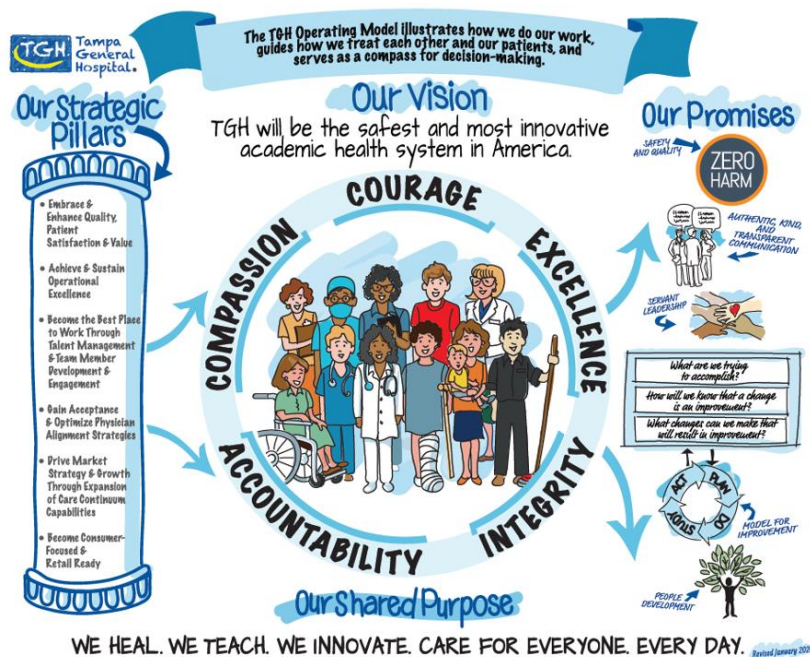 TGH Tampa
General
Hospital.
The TGH Operating Model illustrates how we do our work,
guides how we treat each other and our patients, and
serves as a compass for decision-making.
Our Strategic
Pillars
• Embrace &
Enhance Quality,
Patient
Satisfaction & Value
• Achieve & Sustain
Operational
Excellence
• Become the Best Place
to Work Through
Talent Management
& Team Member
Development &
Engagement
• Gain Acceptance
& Optimize Physician
Alignment Strategies
• Drive Market
Strategy & Growth
Through Expansion
of Care Continuum
Capabilities
• Become Consumer-
Focused &
Retail Ready
Our Vision
TGH will be the safest and most innovative
academic health system in America.
COMPASSION
COURAGE
EXCELLENCE
ACCOUNTABILITY
INTEGRITY
Our Promises
SAFETY
AND QUALITY
ZERO
HARM
AUTHENTIC, KIND,
AND
TRANSPARENT
COMMUNICATION
SERVANT
LEADERSHIP
What are we trying
to accomplish?
How will we know that a change
is an improvement?
What changes can we make that
will result in improvement?
ACT
PLAN
STUDY
DO
MODEL FOR
IMPROVEMENT
PEOPLE
DEVELOPMENT
Our Shared Purpose
WE HEAL. WE TEACH. WE INNOVATE. CARE FOR EVERYONE. EVERY DAY.
Revised January